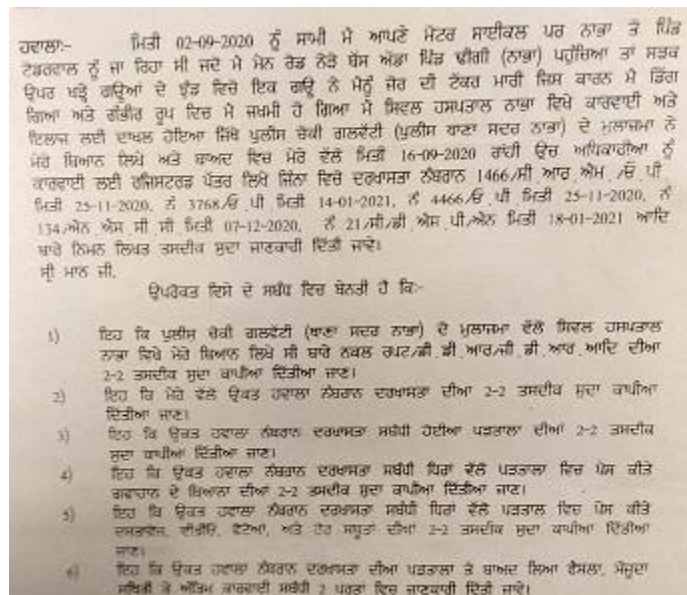 ਹਵਾਲਾ:- ਮਿਤੀ 02-09-2020 ਨੂੰ ਸਾਮੀ ਮੈ ਆਪਣੇ ਮੋਟਰ ਸਾਈਕਲ ਪਰ ਨਾਭਾ ਤੋ ਪਿੰਡ
ਟੋਡਰਵਾਲ ਨੂੰ ਜਾ ਰਿਹਾ ਸੀ ਜਦੋ ਮੈ ਮੇਨ ਰੋਡ ਨੇੜੇ ਬੱਸ ਅੱਡਾ ਪਿੰਡ ਢੀਗੀ (ਨਾਭਾ) ਪਹੁੰਚਿਆ ਤਾਂ ਸੜਕ
ਉਪਰ ਖੜ੍ਹੇ ਗਊਆਂ ਦੇ ਝੁੰਡ ਵਿਚੋ ਇਕ ਗਊ ਨੇ ਮੈਨੂੰ ਜੋਰ ਦੀ ਟੱਕਰ ਮਾਰੀ ਜਿਸ ਕਾਰਨ ਮੈ ਡਿੱਗ
ਗਿਆ ਅਤੇ ਗੰਭੀਰ ਰੂਪ ਵਿਚ ਮੈ ਜਖਮੀ ਹੋ ਗਿਆ ਮੈ ਸਿਵਲ ਹਸਪਤਾਲ ਨਾਭਾ ਵਿਖੇ ਕਾਰਵਾਈ ਅਤੇ
ਇਲਾਜ ਲਈ ਦਾਖਲ ਹੋਇਆ ਜਿੱਥੇ ਪੁਲੀਸ ਚੋਕੀ ਗਲਵੱਟੀ (ਪੁਲੀਸ ਥਾਣਾ ਸਦਰ ਨਾਭਾ) ਦੇ ਮੁਲਾਜਮਾ ਨੇ
ਮੇਰੇ ਬਿਆਨ ਲਿਖੇ ਅਤੇ ਬਾਅਦ ਵਿਚ ਮੇਰੇ ਵੱਲੋ ਮਿਤੀ 16-09-2020 ਰਾਂਹੀ ਉਚ ਅਧਿਕਾਰੀਆ ਨੂੰ
ਕਾਰਵਾਈ ਲਈ ਰਜਿਸਟਰਡ ਪੱਤਰ ਲਿਖੇ ਜਿੰਨਾ ਵਿਚੋ ਦਰਖਾਸਤਾ ਨੰਬਰਾਨ 1466/ਸੀ.ਆਰ.ਐਮ./ਓ.ਪੀ
ਮਿਤੀ 25-11-2020, ਨੰ 3768/ਓ.ਪੀ ਮਿਤੀ 14-01-2021, ਨੰ 4466/ਓ.ਪੀ ਮਿਤੀ 25-11-2020, ਨੰ
134/ਐਨ.ਐਸ.ਸੀ.ਸੀ ਮਿਤੀ 07-12-2020, ਨੰ 21/ਸੀ/ਡੀ.ਐਸ.ਪੀ/ਐਨ ਮਿਤੀ 18-01-2021 ਆਦਿ
ਬਾਰੇ ਨਿਮਨ ਲਿਖਤ ਤਸਦੀਕ ਸੁਦਾ ਜਾਣਕਾਰੀ ਦਿੱਤੀ ਜਾਵੇ।
ਸ੍ਰੀ ਮਾਨ ਜੀ,
ਉਪਰੋਕਤ ਵਿਸੇ ਦੇ ਸਬੰਧ ਵਿਚ ਬੇਨਤੀ ਹੈ ਕਿ:-
1) ਇਹ ਕਿ ਪੁਲੀਸ ਚੋਕੀ ਗਲਵੱਟੀ (ਥਾਣਾ ਸਦਰ ਨਾਭਾ) ਦੇ ਮੁਲਾਜਮਾ ਵੱਲੋ ਸਿਵਲ ਹਸਪਤਾਲ
ਨਾਭਾ ਵਿਖੇ ਮੇਰੇ ਬਿਆਨ ਲਿਖੇ ਸੀ ਬਾਰੇ ਨਕਲ ਰਪਟ/ਡੀ.ਡੀ.ਆਰ/ਜੀ.ਡੀ.ਆਰ.ਆਦਿ ਦੀਆ
2-2 ਤਸਦੀਕ ਸੁਦਾ ਕਾਪੀਆ ਦਿੱਤੀਆ ਜਾਣ।
2) ਇਹ ਕਿ ਮੇਰੇ ਵੱਲੋ ਉਕਤ ਹਵਾਲਾ ਨੰਬਰਾਨ ਦਰਖਾਸਤਾ ਦੀਆ 2-2 ਤਸਦੀਕ ਸੁਦਾ ਕਾਪੀਆ
ਦਿੱਤੀਆ ਜਾਣ।
3) ਇਹ ਕਿ ਉਕਤ ਹਵਾਲਾ ਨੰਬਰਾਨ ਦਰਖਾਸਤਾ ਸਬੰਧੀ ਹੋਈਆ ਪੜਤਾਲਾ ਦੀਆਂ 2-2 ਤਸਦੀਕ
ਸੁਦਾ ਕਾਪੀਆ ਦਿੱਤੀਆ ਜਾਣ।
4) ਇਹ ਕਿ ਉਕਤ ਹਵਾਲਾ ਨੰਬਰਾਨ ਦਰਖਾਸਤਾ ਸਬੰਧੀ ਧਿਰਾਂ ਵੱਲੋ ਪੜਤਾਲਾ ਵਿਚ ਪੇਸ ਕੀਤੇ
ਗਵਾਹਾਨ ਦੇ ਬਿਆਨਾ ਦੀਆ 2-2 ਤਸਦੀਕ ਸੁਦਾ ਕਾਪੀਆ ਦਿੱਤੀਆ ਜਾਣ।
5) ਇਹ ਕਿ ਉਕਤ ਹਵਾਲਾ ਨੰਬਰਾਨ ਦਰਖਾਸਤਾ ਸਬੰਧੀ ਧਿਰਾਂ ਵੱਲੋ ਪੜਤਾਲ ਵਿਚ ਪੇਸ ਕੀਤੇ
ਦਸਤਾਵੇਜ, ਵੀਡੀਓ, ਫੋਟੋਆਂ, ਅਤੇ ਹੋਰ ਸਬੂਤਾਂ ਦੀਆਂ 2-2 ਤਸਦੀਕ ਸੁਦਾ ਕਾਪੀਆ ਦਿੱਤੀਆ
ਜਾਣ।
6) ਇਹ ਕਿ ਉਕਤ ਹਵਾਲਾ ਨੰਬਰਾਨ ਦਰਖਾਸਤਾ ਦੀਆ ਪੜਤਾਲਾ ਤੋ ਬਾਅਦ ਲਿਆ ਫੈਸਲਾ, ਮੌਜੂਦਾ
ਸਥਿਤੀ ਤੇ ਅੰਤਿਮ ਕਾਰਵਾਈ ਸਬੰਧੀ 2 ਪਰਤਾਂ ਵਿਚ ਜਾਣਕਾਰੀ ਦਿੱਤੀ ਜਾਵੇ।